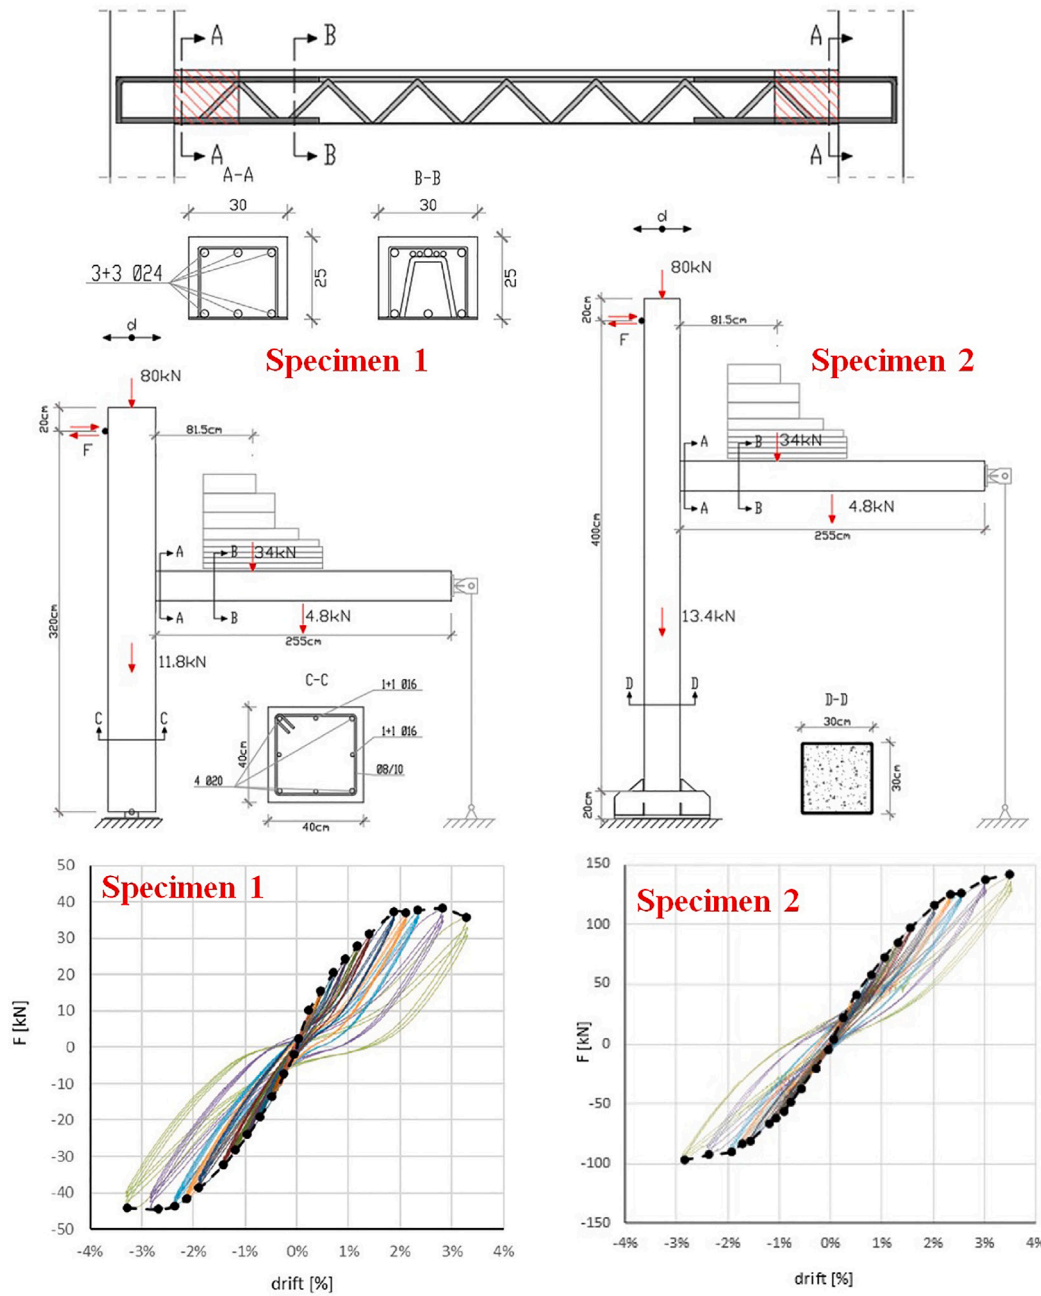 A
B
A
A
B
A
A-A
B-B
30
30
25
25
3+3 Ø24
d
Specimen 1
80kN
20cm
81.5cm
F
34kN
A
B
A
B
4.8kN
320cm
255cm
11.8kN
C
C
C-C
1+1 Ø16
1+1 Ø16
40cm
Ø8/10
4 Ø20
40cm
d
80kN
20cm
81.5cm
F
Specimen 2
34kN
A
B
A
B
4.8kN
400cm
255cm
13.4kN
D
D
D-D
30cm
30cm
20cm
Specimen 1
50
40
30
20
10
0
-10
-20
-30
-40
-50
F [kN]
-4% -3% -2% -1% 0% 1% 2% 3% 4%
drift [%]
Specimen 2
150
100
50
0
-50
-100
-150
F [kN]
-4% -3% -2% -1% 0% 1% 2% 3% 4%
drift [%]